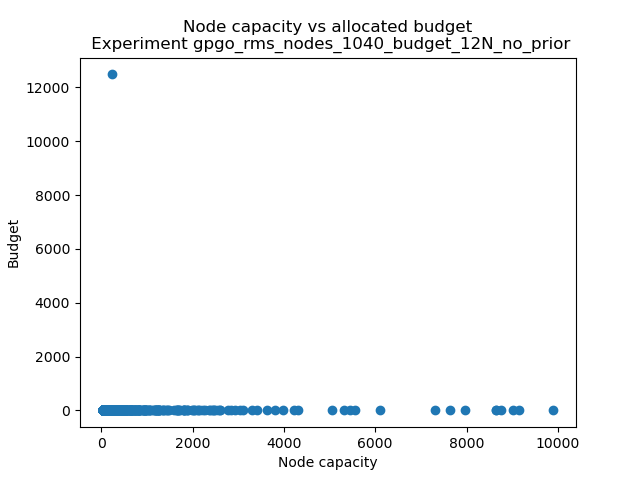 Node capacity vs allocated budget
Experiment gpgo_rms_nodes_1040_budget_12N_no_prior
12000
10000
8000
6000
4000
2000
0
Budget
0 2000 4000 6000 8000 10000
Node capacity